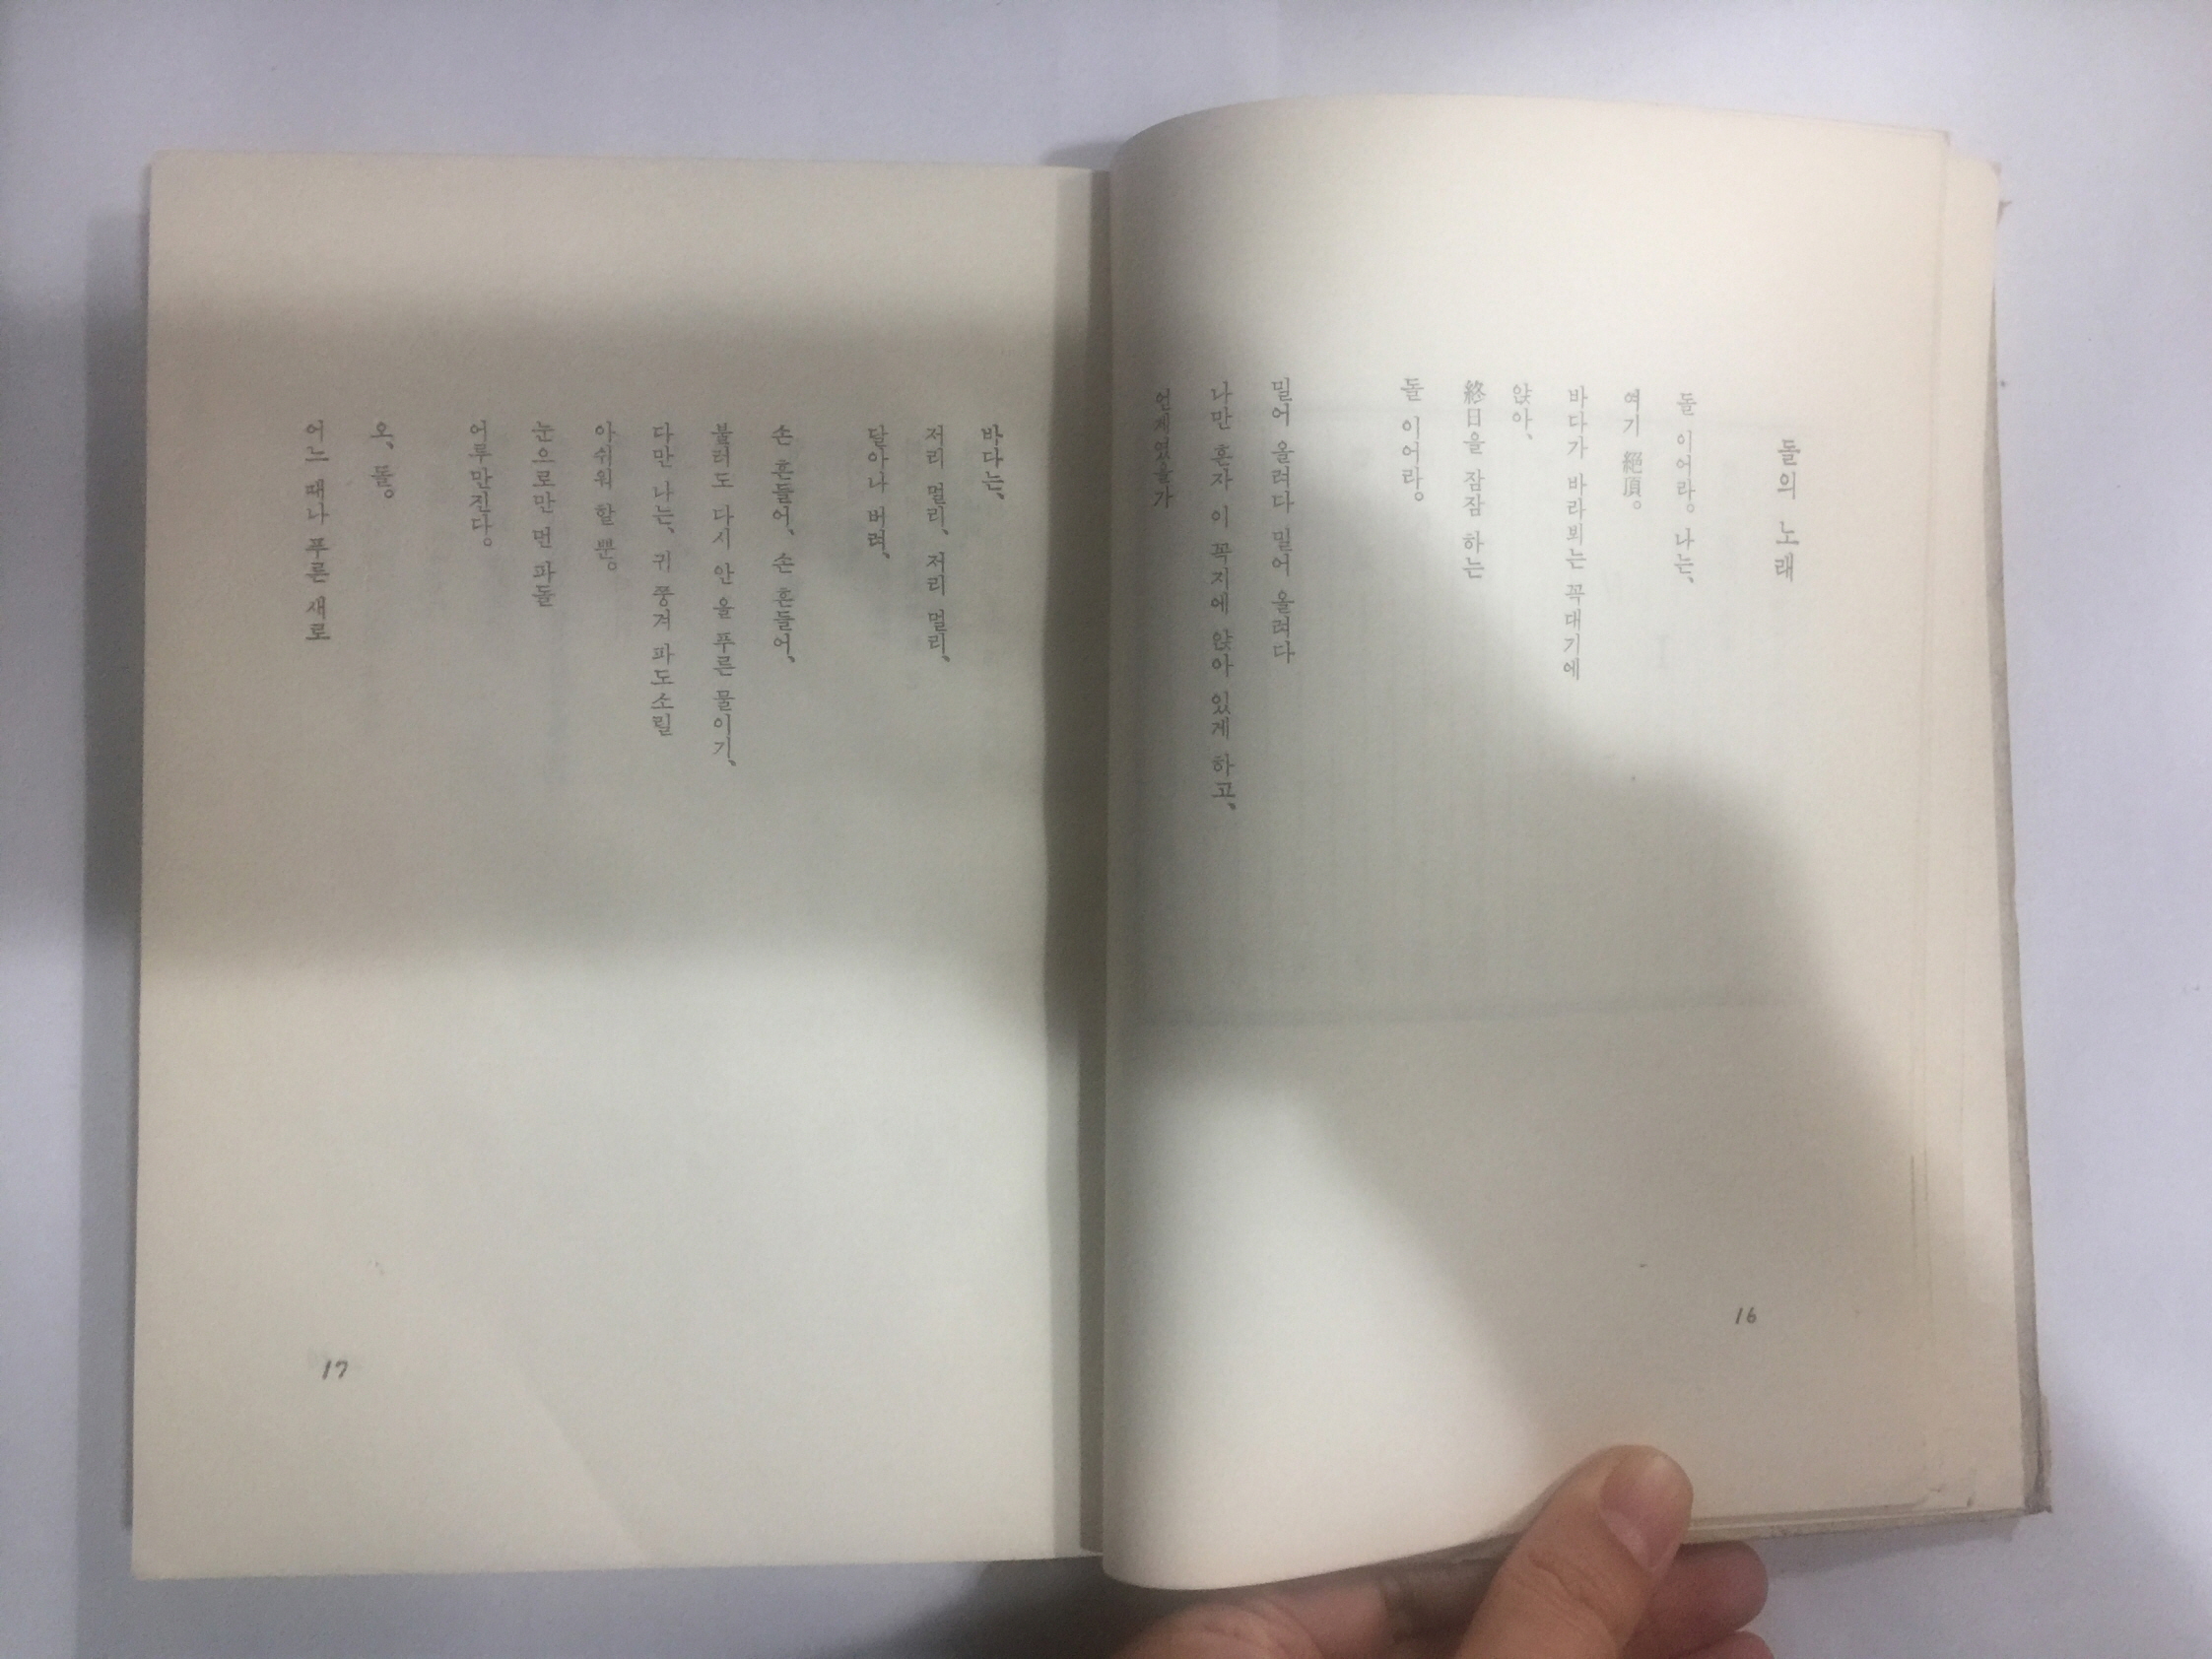 돌의 노래
돌 이어라。 나는、
여기 絕頂。
바다가 바라뵈는 꼭대기에
앉아、
終日을 잠잠 하는
돌 이어라。
밀어 올려다 밀어 올려다
나만 혼자 이 꼭지에 앉아 있게 하고、
언제였을가
16
바다는、
저리 멀리、 저리 멀리、
달아나 버려、
손 흔들어、 손 흔들어、
불러도 다시 안 올 푸른 물이기、
다만 나는、 귀 쫑겨 파도소릴
아쉬워 할 뿐。
눈으로만 먼 파돌
어루만진다。
오、 돌。
어느 때나 푸른 새로
17